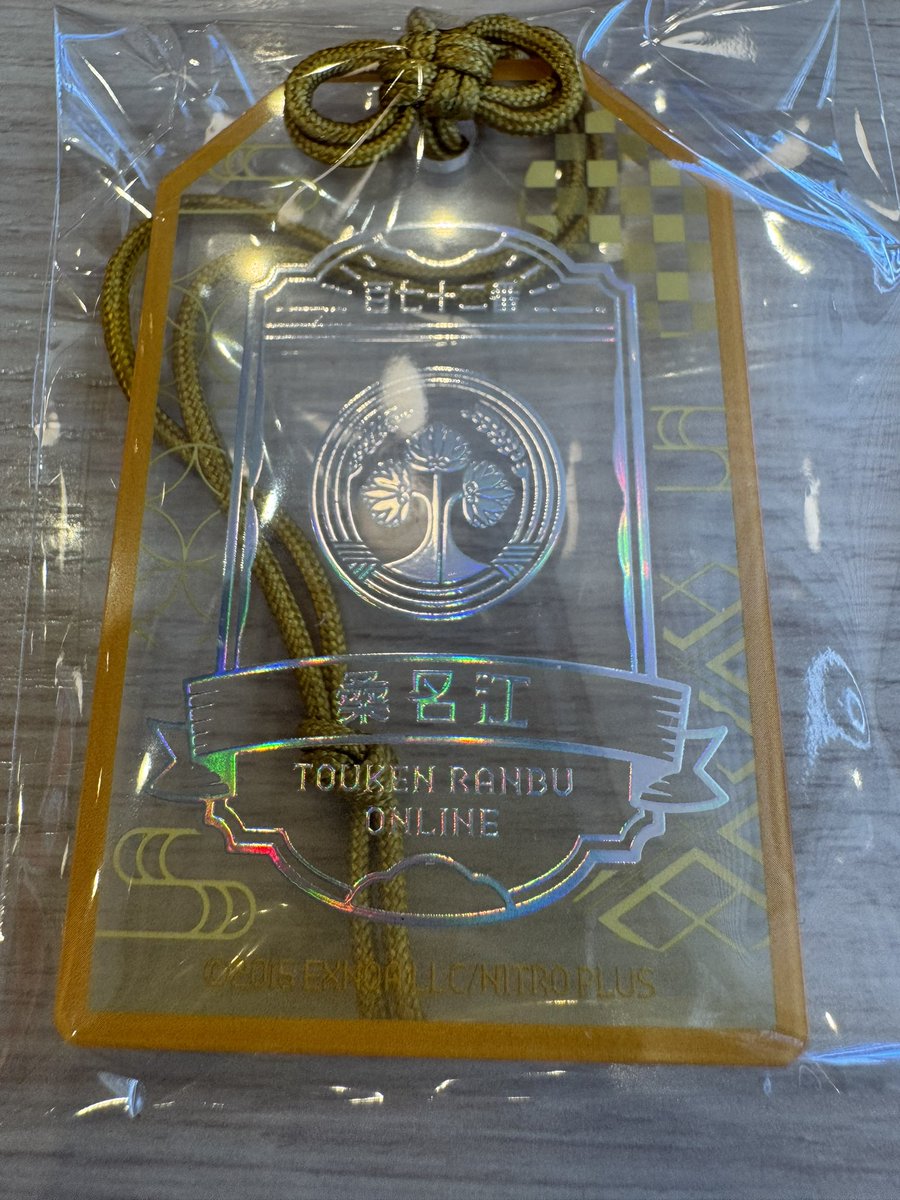 百七十二番
桑名江
TOUKEN RANBU
ONLINE
©2015 EXNOA LLC/NITRO PLUS